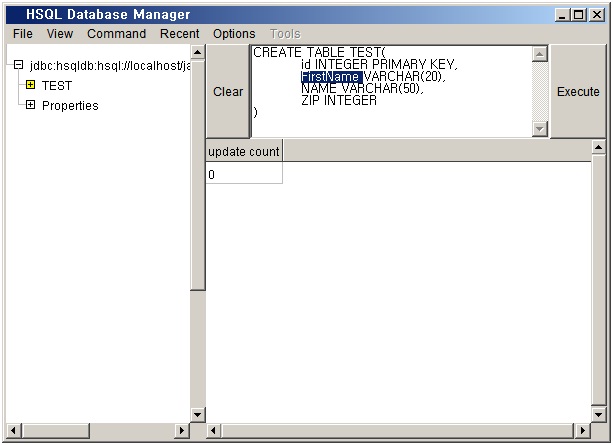 HSQL Database Manager
File View Command Recent Options Tools
jdbc:hsqldb:hsql://localhost/ja
TEST
Properties
Clear
CREATE TABLE TEST(
id INTEGER PRIMARY KEY,
FirstName VARCHAR(20),
NAME VARCHAR(50),
ZIP INTEGER
)
Execute
update count
0